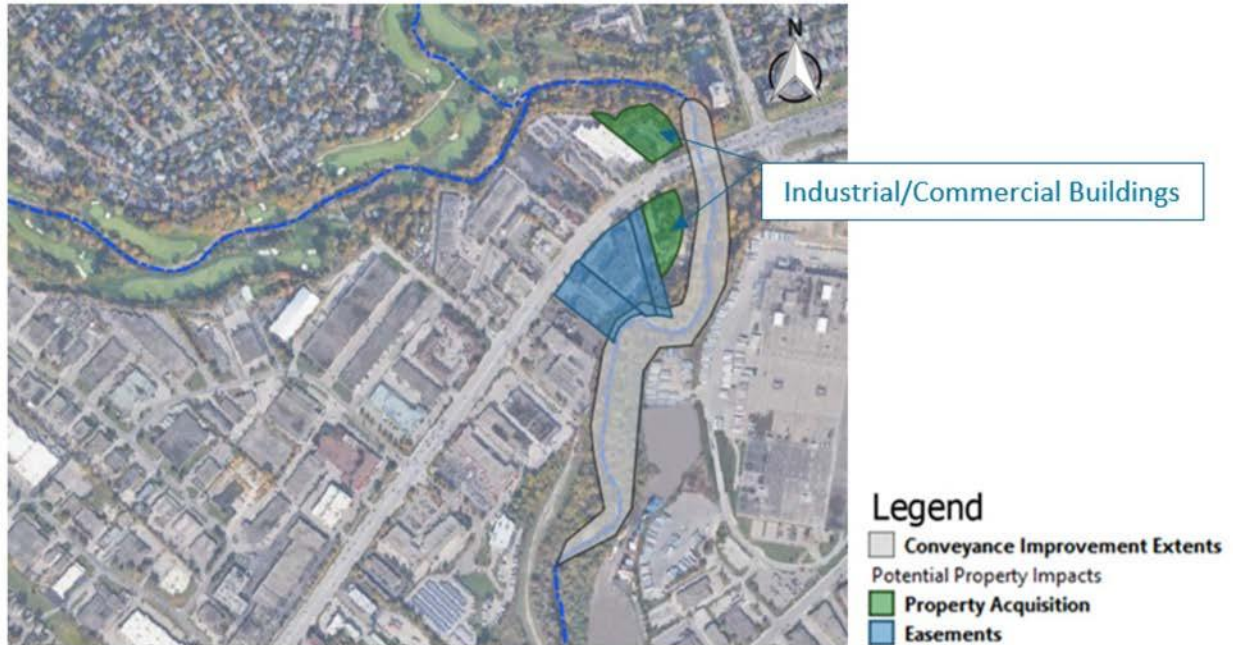 N
Industrial/Commercial Buildings
Legend
Conveyance Improvement Extents
Potential Property Impacts
Property Acquisition
Easements